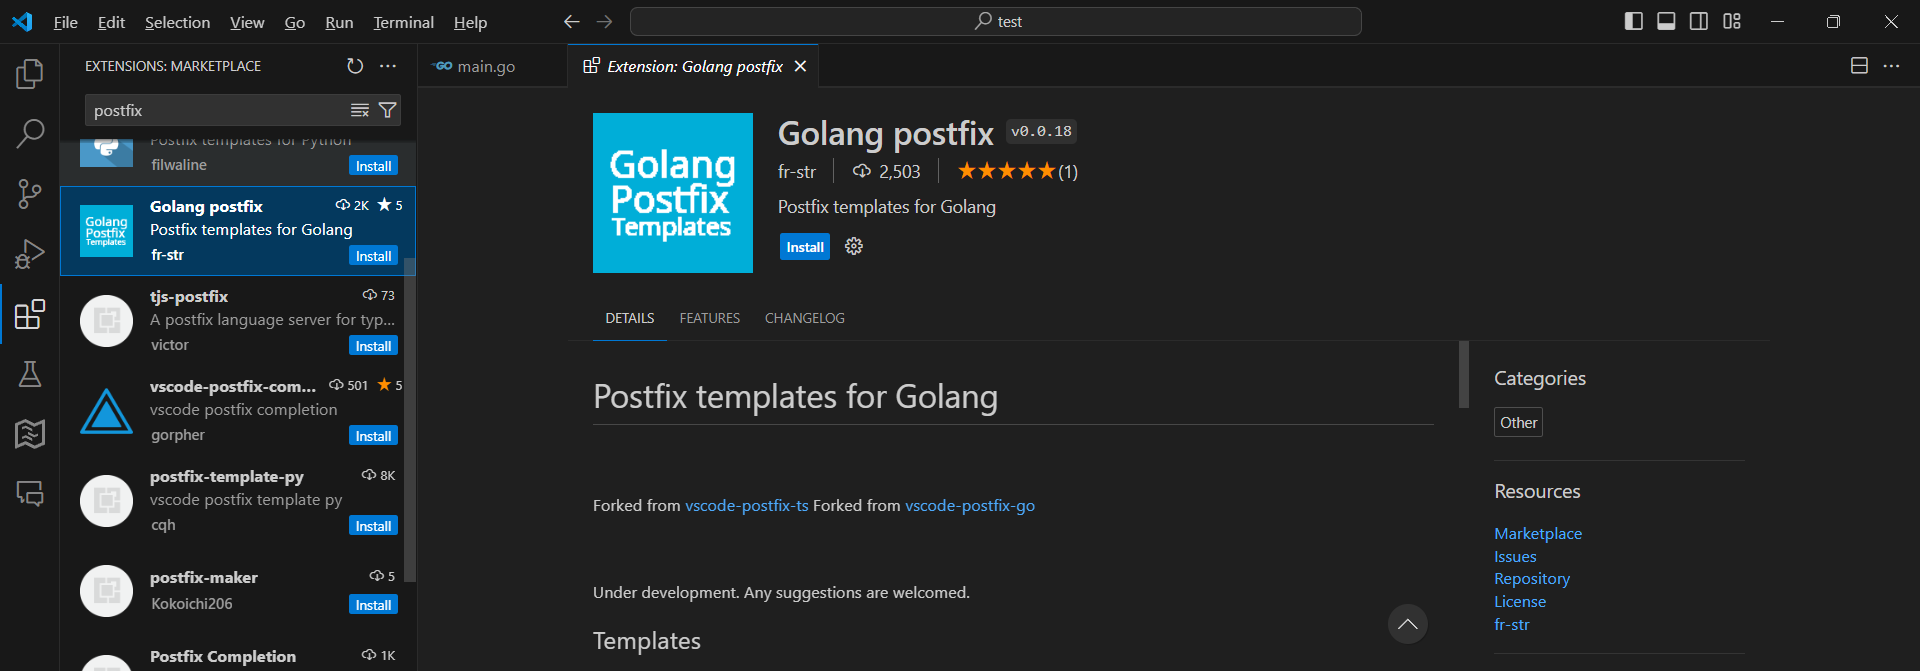 File Edit Selection View Go Run Terminal Help
test
EXTENSIONS: MARKETPLACE
postfix
Postfix templates for Python
filwaline
Install
Golang postfix 2K 5
Postfix templates for Golang
fr-str
Install
Golang
Postfix
Templates
tjs-postfix 73
A postfix language server for typ...
victor
Install
vscode-postfix-com... 501 5
vscode postfix completion
gorpher
Install
postfix-template-py 8K
vscode postfix template py
cqh
Install
postfix-maker 5
Kokoichi206
Install
Postfix Completion 1K
GO main.go
Extension: Golang postfix
Golang
Postfix
Templates
Golang postfix v0.0.18
fr-str 2,503 (1)
Postfix templates for Golang
Install
DETAILS FEATURES CHANGELOG
Postfix templates for Golang
Forked from vscode-postfix-ts Forked from vscode-postfix-go
Under development. Any suggestions are welcomed.
Templates
Categories
Other
Resources
Marketplace
Issues
Repository
License
fr-str